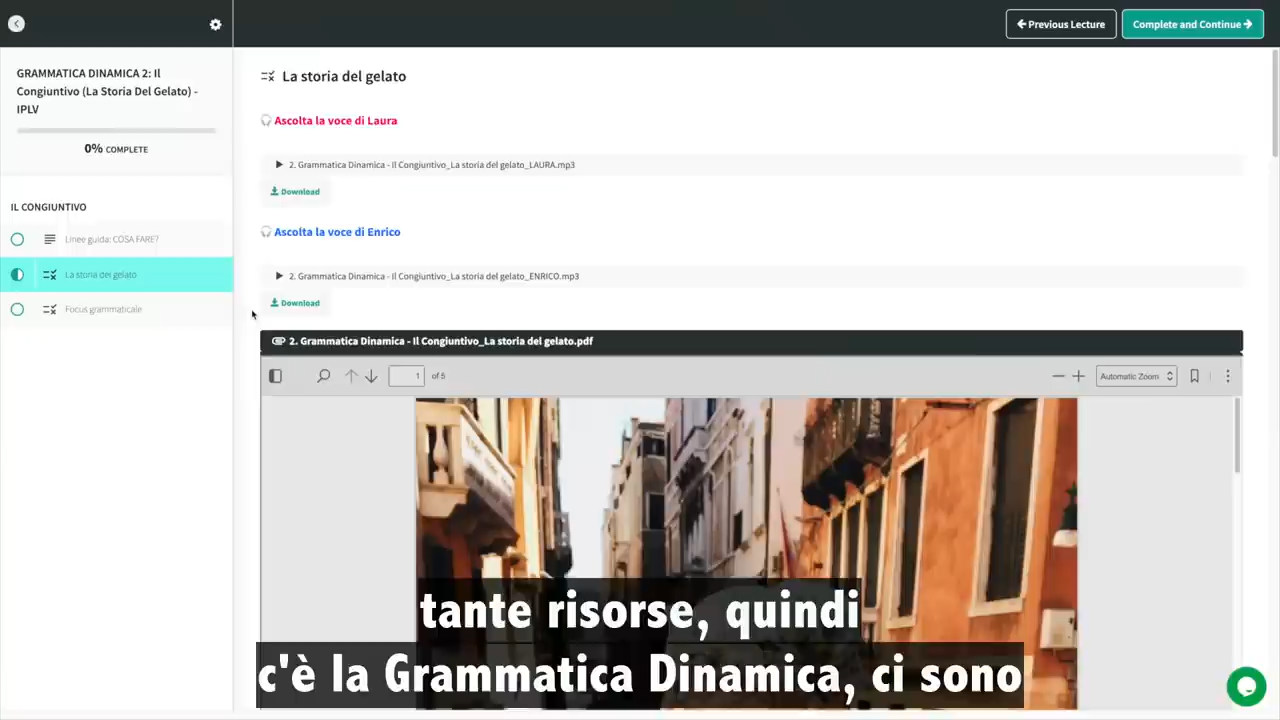 Previous Lecture
Complete and Continue
GRAMMATICA DINAMICA 2: Il
Congiuntivo (La Storia Del Gelato) -
IPLV
0% COMPLETE
IL CONGIUNTIVO
Linee guida: COSA FARE?
La storia del gelato
Focus grammaticale
La storia del gelato
Ascolta la voce di Laura
2. Grammatica Dinamica - Il Congiuntivo_La storia del gelato_LAURA.mp3
Download
Ascolta la voce di Enrico
2. Grammatica Dinamica - Il Congiuntivo_La storia del gelato_ENRICO.mp3
Download
2. Grammatica Dinamica - Il Congiuntivo_La storia del gelato.pdf
1 of 5
Automatic Zoom
tante risorse, quindi
c'è la Grammatica Dinamica, ci sono